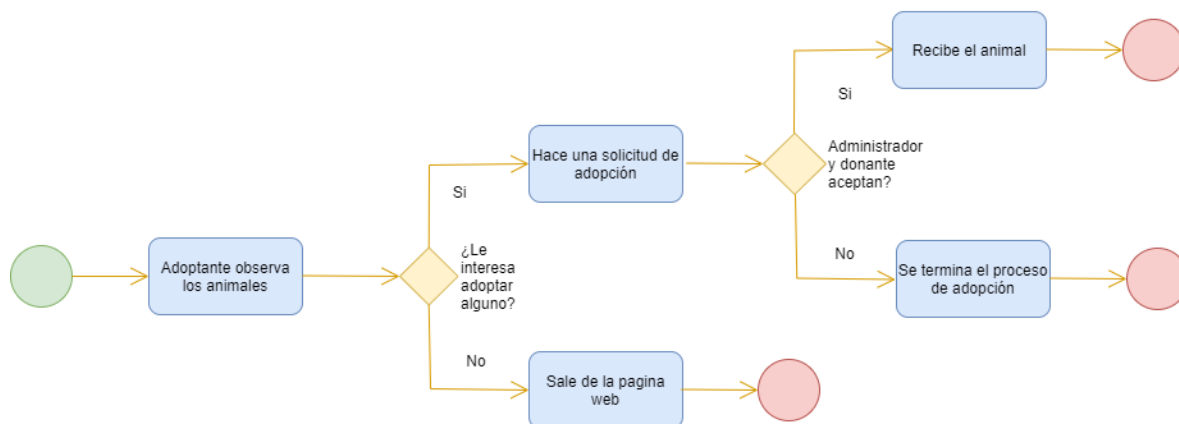 Adoptante observa
los animales
¿Le
interesa
adoptar
alguno?
Si
No
Hace una solicitud de
adopción
Sale de la pagina
web
Administrador
y donante
aceptan?
Si
No
Recibe el animal
Se termina el proceso
de adopción